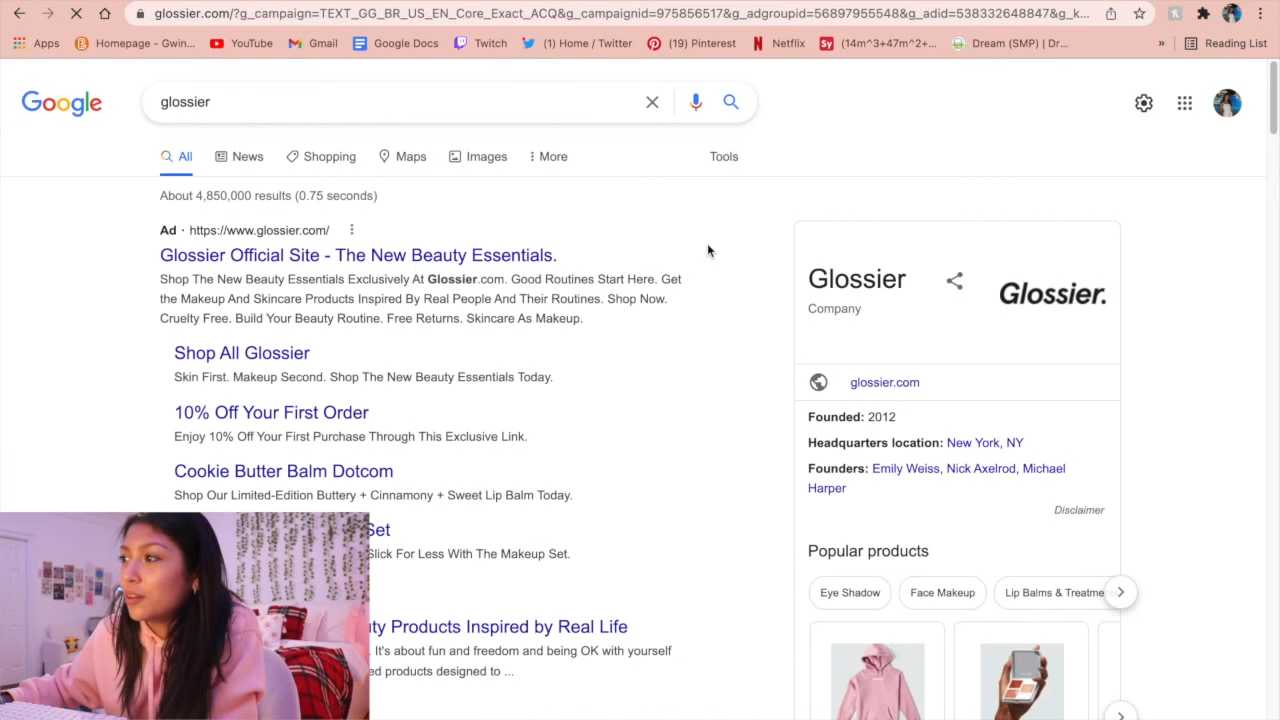 glossier.com/?g_campaign=TEXT_GG_BR_US_EN_Core_Exact_ACQ&g_campaignid=975856517&g_adgroupid=56897955548&g_adid=538332648847&g_k...
Apps
Homepage - Gwin...
YouTube
Gmail
Google Docs
Twitch
(1) Home / Twitter
(19) Pinterest
Netflix
Sy
(14m^3+47m^2+...
Dream (SMP) | Dr...
»
Reading List
Google
glossier
All
News
Shopping
Maps
Images
More
Tools
About 4,850,000 results (0.75 seconds)
Ad · https://www.glossier.com/
Glossier Official Site - The New Beauty Essentials.
Shop The New Beauty Essentials Exclusively At Glossier.com. Good Routines Start Here. Get
the Makeup And Skincare Products Inspired By Real People And Their Routines. Shop Now.
Cruelty Free. Build Your Beauty Routine. Free Returns. Skincare As Makeup.
Shop All Glossier
Skin First. Makeup Second. Shop The New Beauty Essentials Today.
10% Off Your First Order
Enjoy 10% Off Your First Purchase Through This Exclusive Link.
Cookie Butter Balm Dotcom
Shop Our Limited-Edition Buttery + Cinnamony + Sweet Lip Balm Today.
Set
Slick For Less With The Makeup Set.
ty Products Inspired by Real Life
It's about fun and freedom and being OK with yourself
ed products designed to ...
Glossier
Company
Glossier.
glossier.com
Founded: 2012
Headquarters location: New York, NY
Founders: Emily Weiss, Nick Axelrod, Michael
Harper
Disclaimer
Popular products
Eye Shadow
Face Makeup
Lip Balms & Treatme